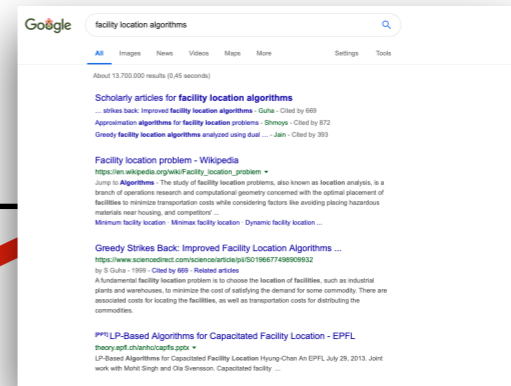 Google
facility location algorithms
All Images News Videos Maps More Settings Tools
About 13.700.000 results (0,45 seconds)
Scholarly articles for facility location algorithms
... strikes back: Improved facility location algorithms - Guha - Cited by 669
Approximation algorithms for facility location problems - Shmoys - Cited by 872
Greedy facility location algorithms analyzed using dual ... - Jain - Cited by 393
Facility location problem - Wikipedia
https://en.wikipedia.org/wiki/Facility_location_problem
Jump to Algorithms - The study of facility location problems, also known as location analysis, is a
branch of operations research and computational geometry concerned with the optimal placement of
facilities to minimize transportation costs while considering factors like avoiding placing hazardous
materials near housing, and competitors' ...
Minimum facility location · Minimax facility location · Dynamic facility location ...
Greedy Strikes Back: Improved Facility Location Algorithms ...
https://www.sciencedirect.com/science/article/pii/S0196677498909932
by S Guha - 1999 - Cited by 669 - Related articles
A fundamental facility location problem is to choose the location of facilities, such as industrial
plants and warehouses, to minimize the cost of satisfying the demand for some commodity. There are
associated costs for locating the facilities, as well as transportation costs for distributing the
commodities.
[PPT] LP-Based Algorithms for Capacitated Facility Location - EPFL
theory.epfl.ch/anhc/capfls.pptx
LP-Based Algorithms for Capacitated Facility Location Hyung-Chan An EPFL July 29, 2013. Joint
work with Mohit Singh and Ola Svensson. Capacitated facility ...